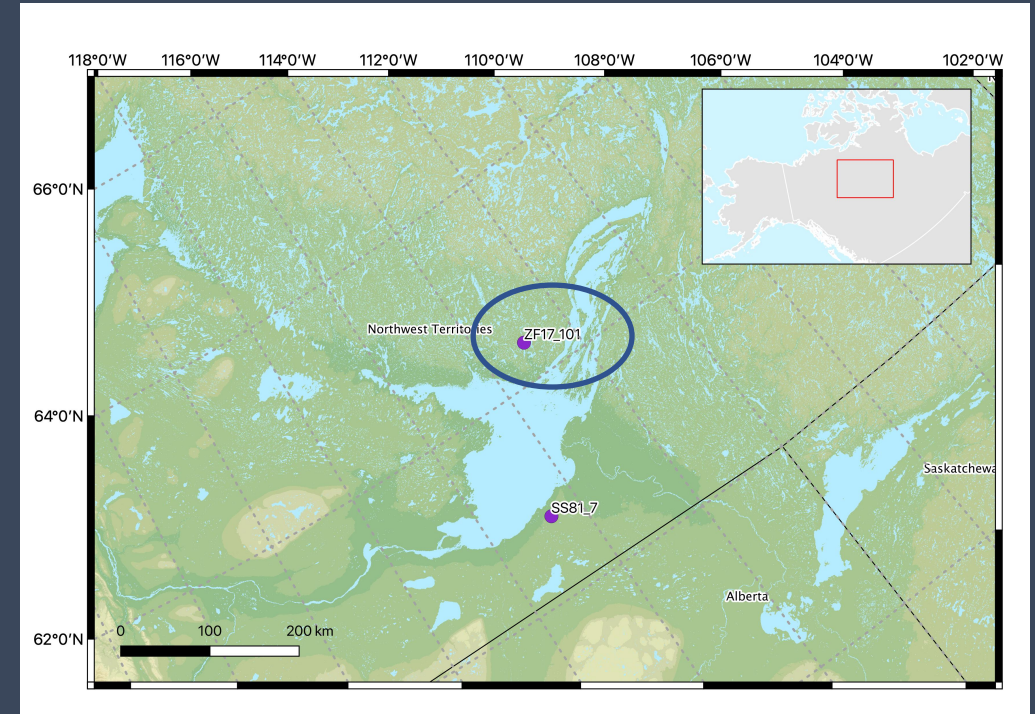 118°0′W 116°0′W 114°0′W 112°0′W 110°0′W 108°0′W 106°0′W 104°0′W 102°0′W
66°0′N
Northwest Territories
ZF17_101
64°0′N
Saskatchewa
SS81_7
Alberta
62°0′N
0 100 200 km